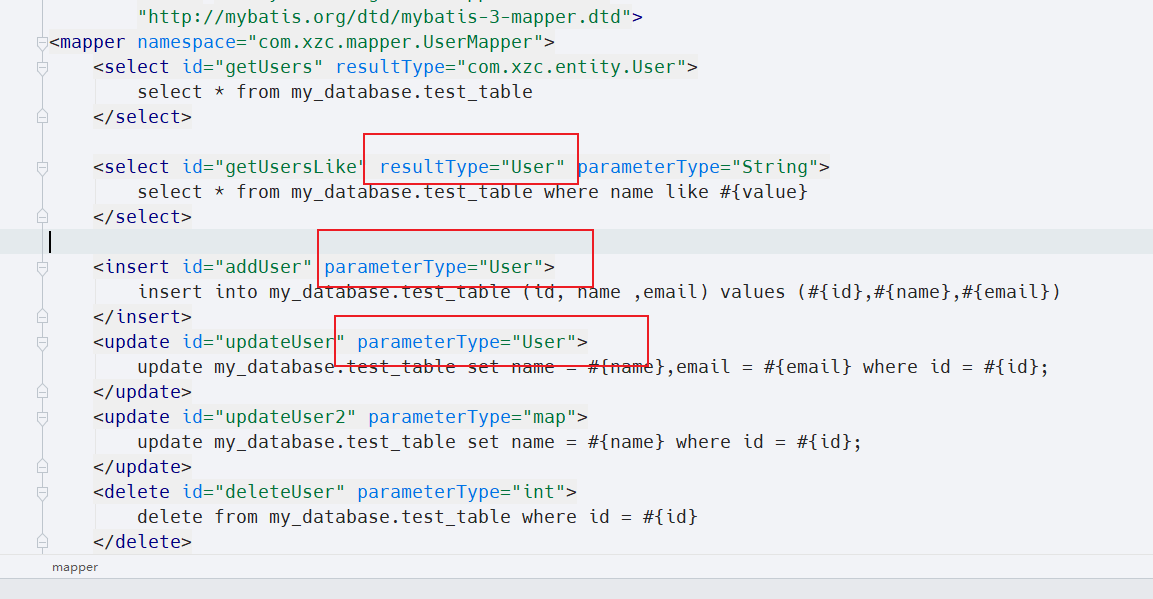 "http://mybatis.org/dtd/mybatis-3-mapper.dtd">
<mapper namespace="com.xzc.mapper.UserMapper">
<select id="getUsers" resultType="com.xzc.entity.User">
select * from my_database.test_table
</select>
<select id="getUsersLike" resultType="User" parameterType="String">
select * from my_database.test_table where name like #{value}
</select>
<insert id="addUser" parameterType="User">
insert into my_database.test_table (id, name ,email) values (#{id},#{name},#{email})
</insert>
<update id="updateUser" parameterType="User">
update my_database.test_table set name = #{name},email = #{email} where id = #{id};
</update>
<update id="updateUser2" parameterType="map">
update my_database.test_table set name = #{name} where id = #{id};
</update>
<delete id="deleteUser" parameterType="int">
delete from my_database.test_table where id = #{id}
</delete>
mapper